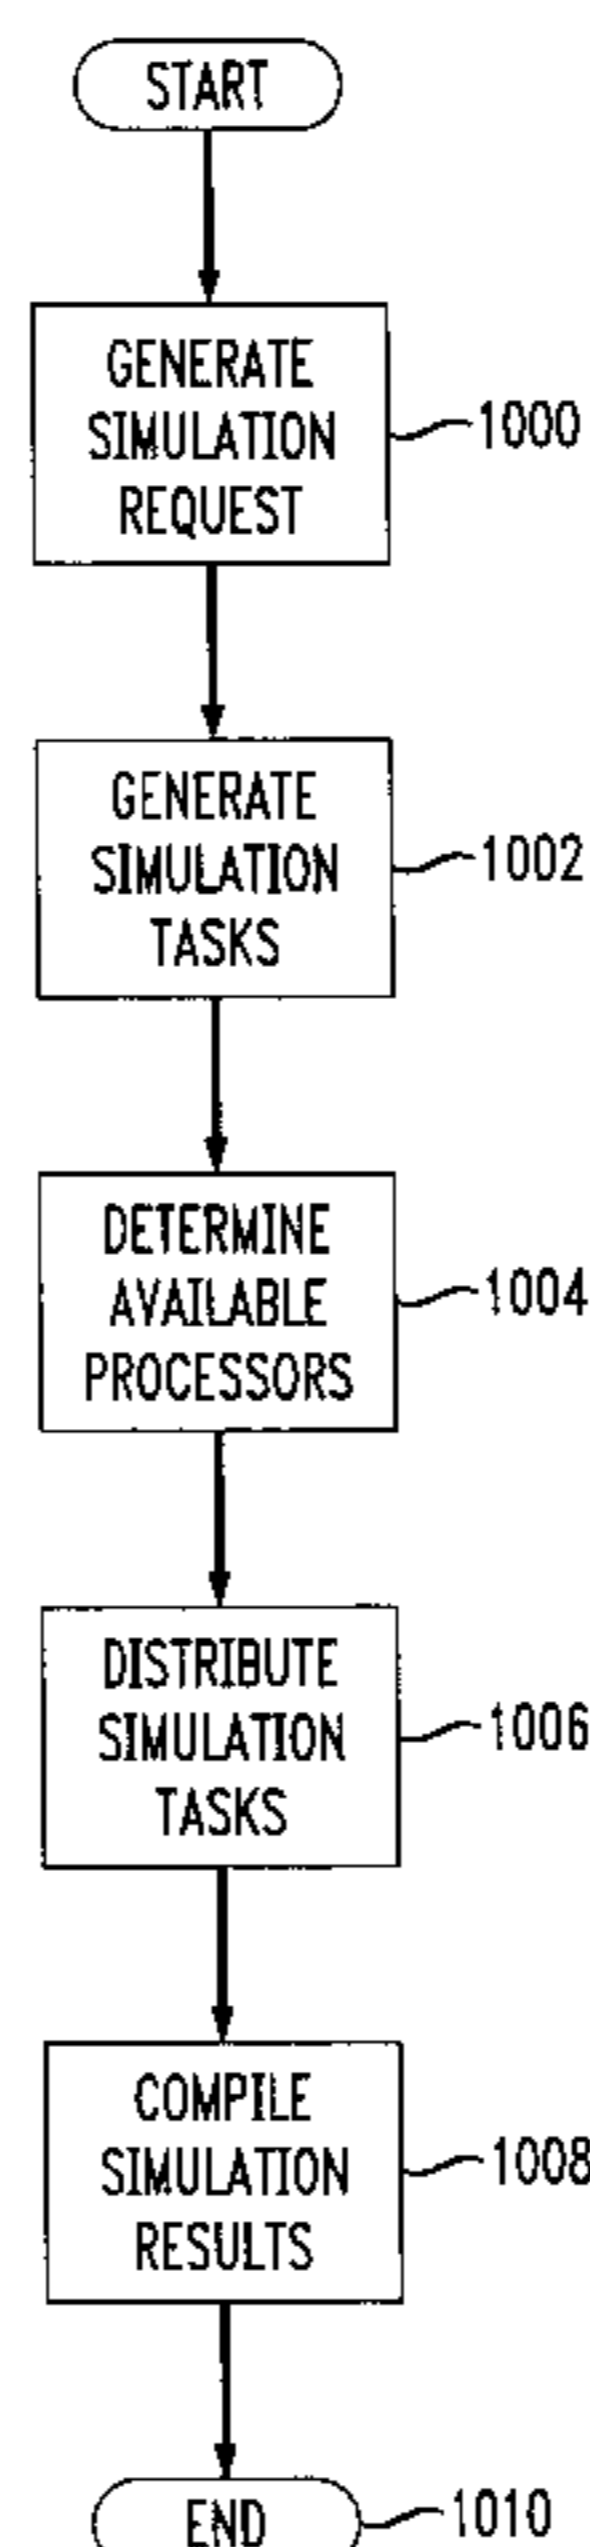 START
GENERATE
SIMULATION
REQUEST
1000
GENERATE
SIMULATION
TASKS
1002
DETERMINE
AVAILABLE
PROCESSORS
1004
DISTRIBUTE
SIMULATION
TASKS
1006
COMPILE
SIMULATION
RESULTS
1008
END
1010